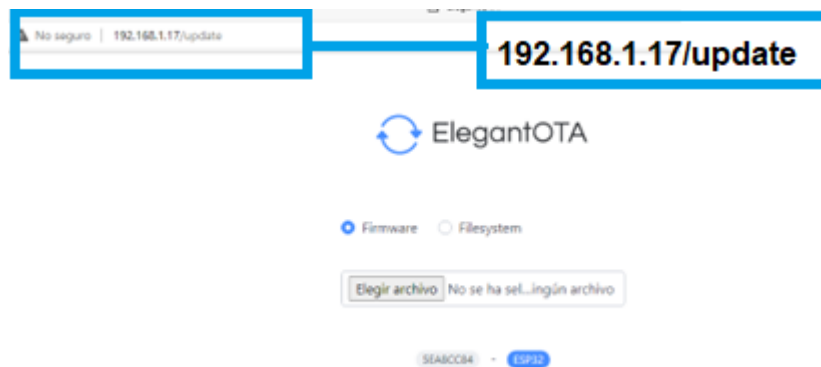 No seguro | 192.168.1.17/update
192.168.1.17/update
ElegantOTA
Firmware Filesystem
Elegir archivo No se ha sel...ingún archivo
ESP32